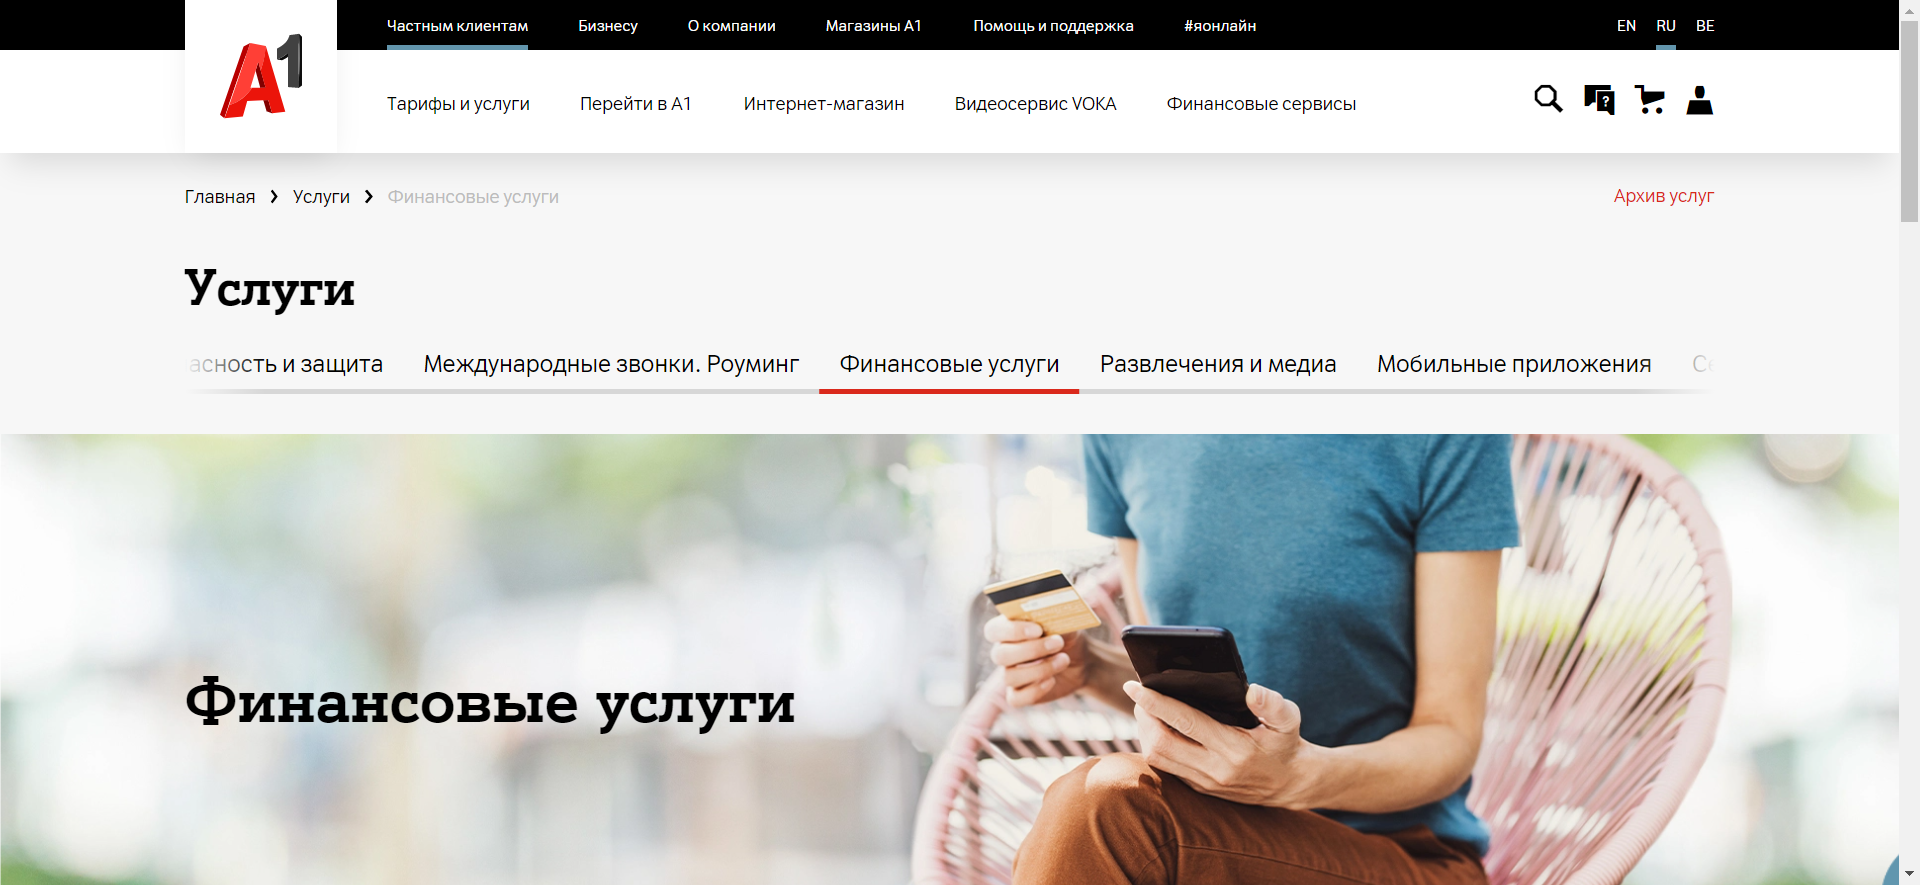 Частным клиентам
Бизнесу
О компании
Магазины А1
Помощь и поддержка
#яонлайн
EN
RU
BE
A1
Тарифы и услуги
Перейти в А1
Интернет-магазин
Видеосервис VOKA
Финансовые сервисы
Главная
Услуги
Финансовые услуги
Архив услуг
Услуги
асность и защита
Международные звонки. Роуминг
Финансовые услуги
Развлечения и медиа
Мобильные приложения
Се
Финансовые услуги